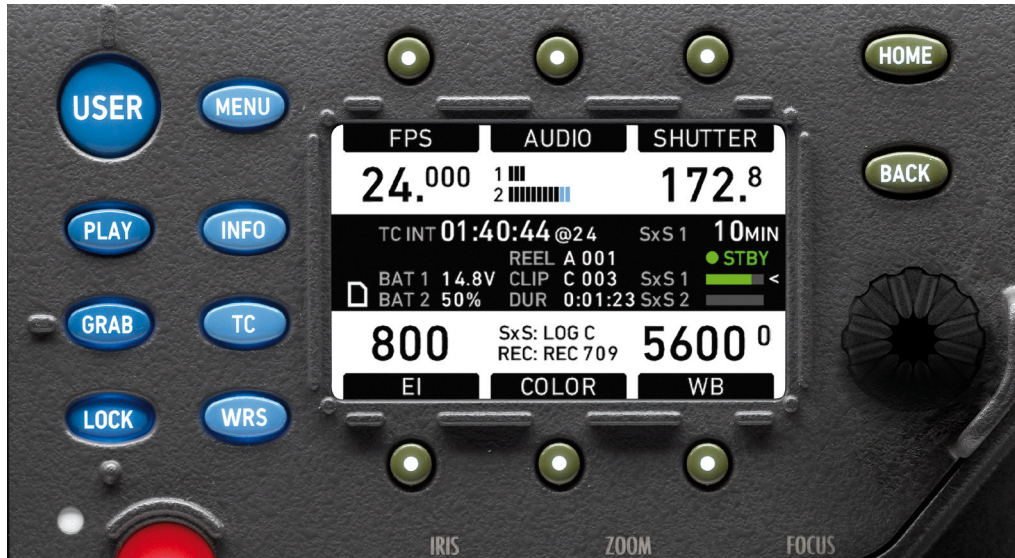 USER
MENU
HOME
BACK
PLAY
INFO
GRAB
TC
LOCK
WRS
FPS AUDIO SHUTTER
24.000 1 172.8
2
TC INT 01:40:44 @24 SxS 1 10MIN
REEL A 001 STBY
BAT 1 14.8V CLIP C 003 SxS 1 <
BAT 2 50% DUR 0:01:23 SxS 2
800 SxS: LOG C 5600 0
REC: REC 709
EI COLOR WB
IRIS ZOOM FOCUS